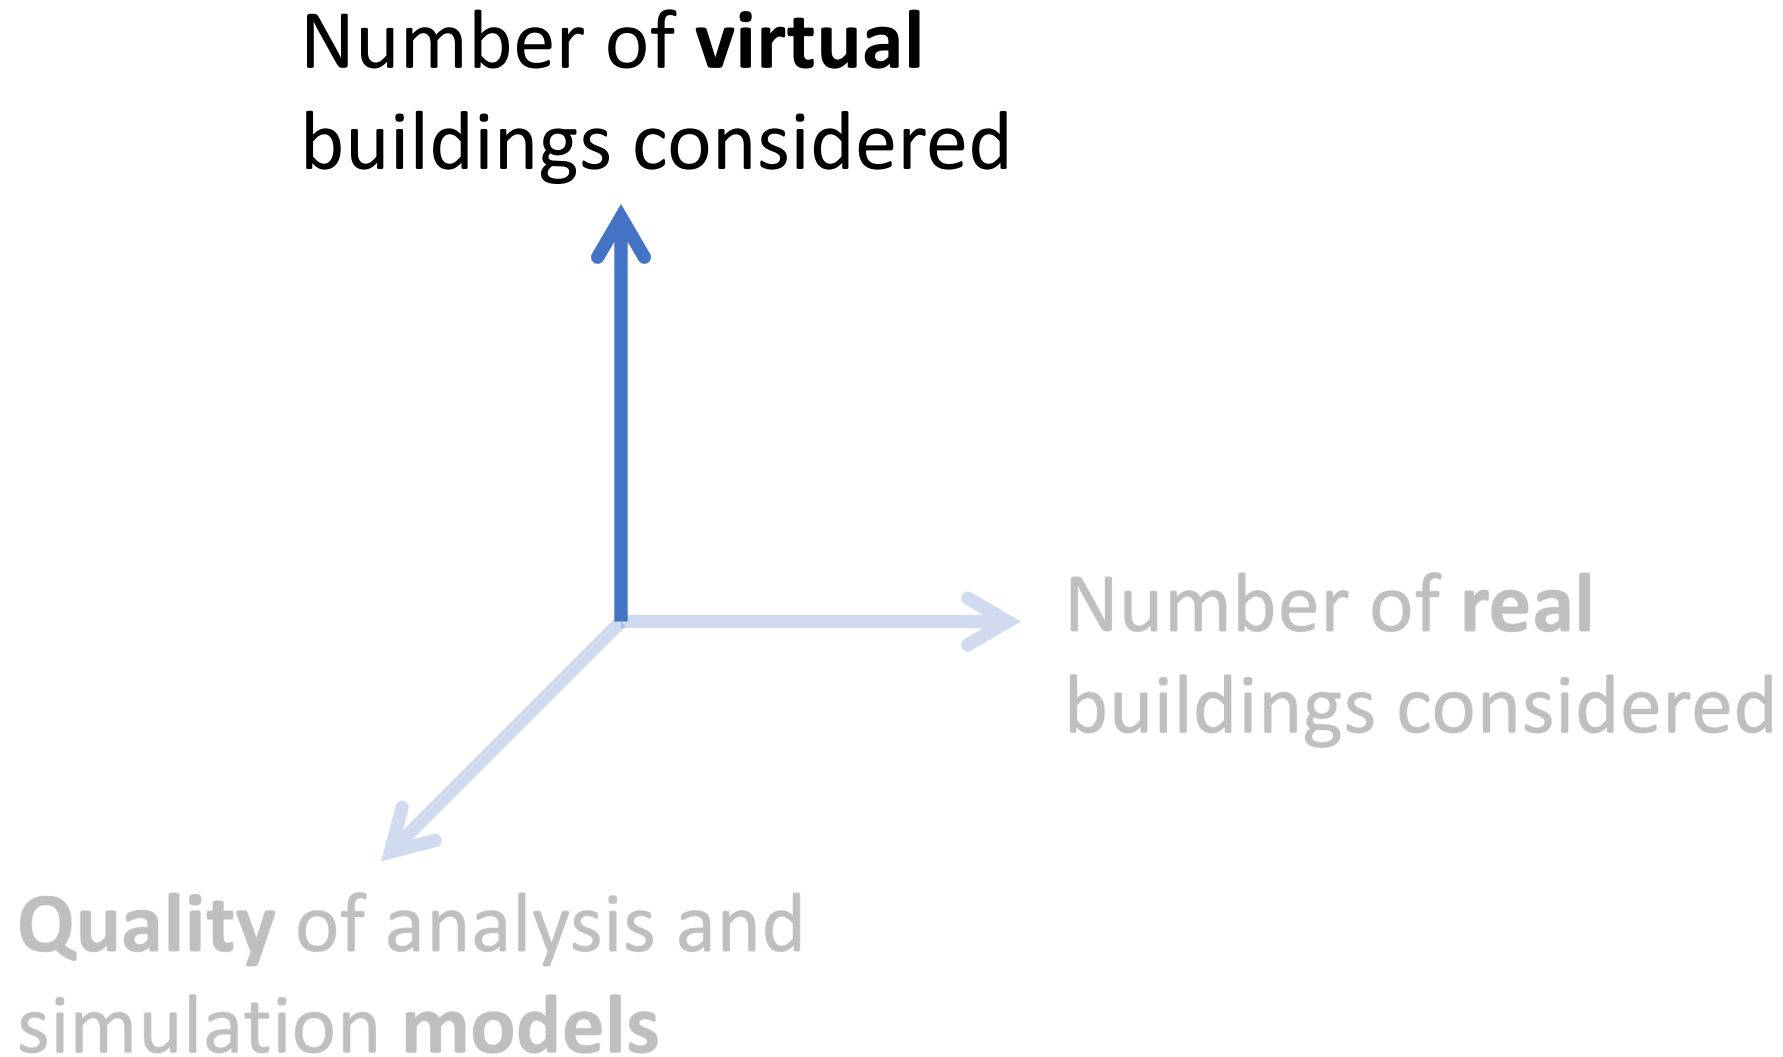 Number of virtual
buildings considered
Number of real
buildings considered
Quality of analysis and
simulation models